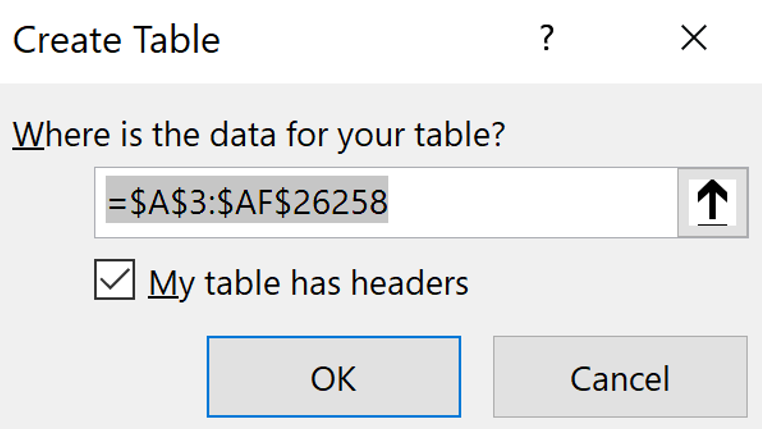 Create Table ?
Where is the data for your table?
=$A$3:$AF$26258
My table has headers
OK Cancel